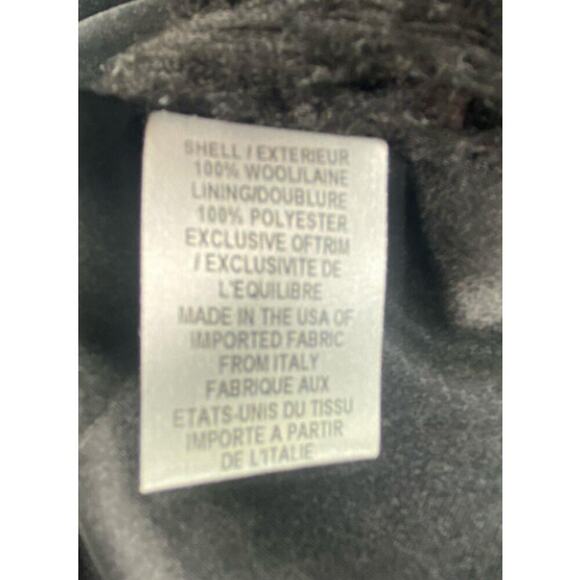 SHELL / EXTERIEUR
100% WOOL/LAINE
LINING/DOUBLURE
100% POLYESTER
EXCLUSIVE OFTRIM
/ EXCLUSIVITE DE
L'EQUILIBRE
MADE IN THE USA OF
IMPORTED FABRIC
FROM ITALY
FABRIQUE AUX
ETATS-UNIS DU TISSU
IMPORTE A PARTIR
DE L'ITALIE